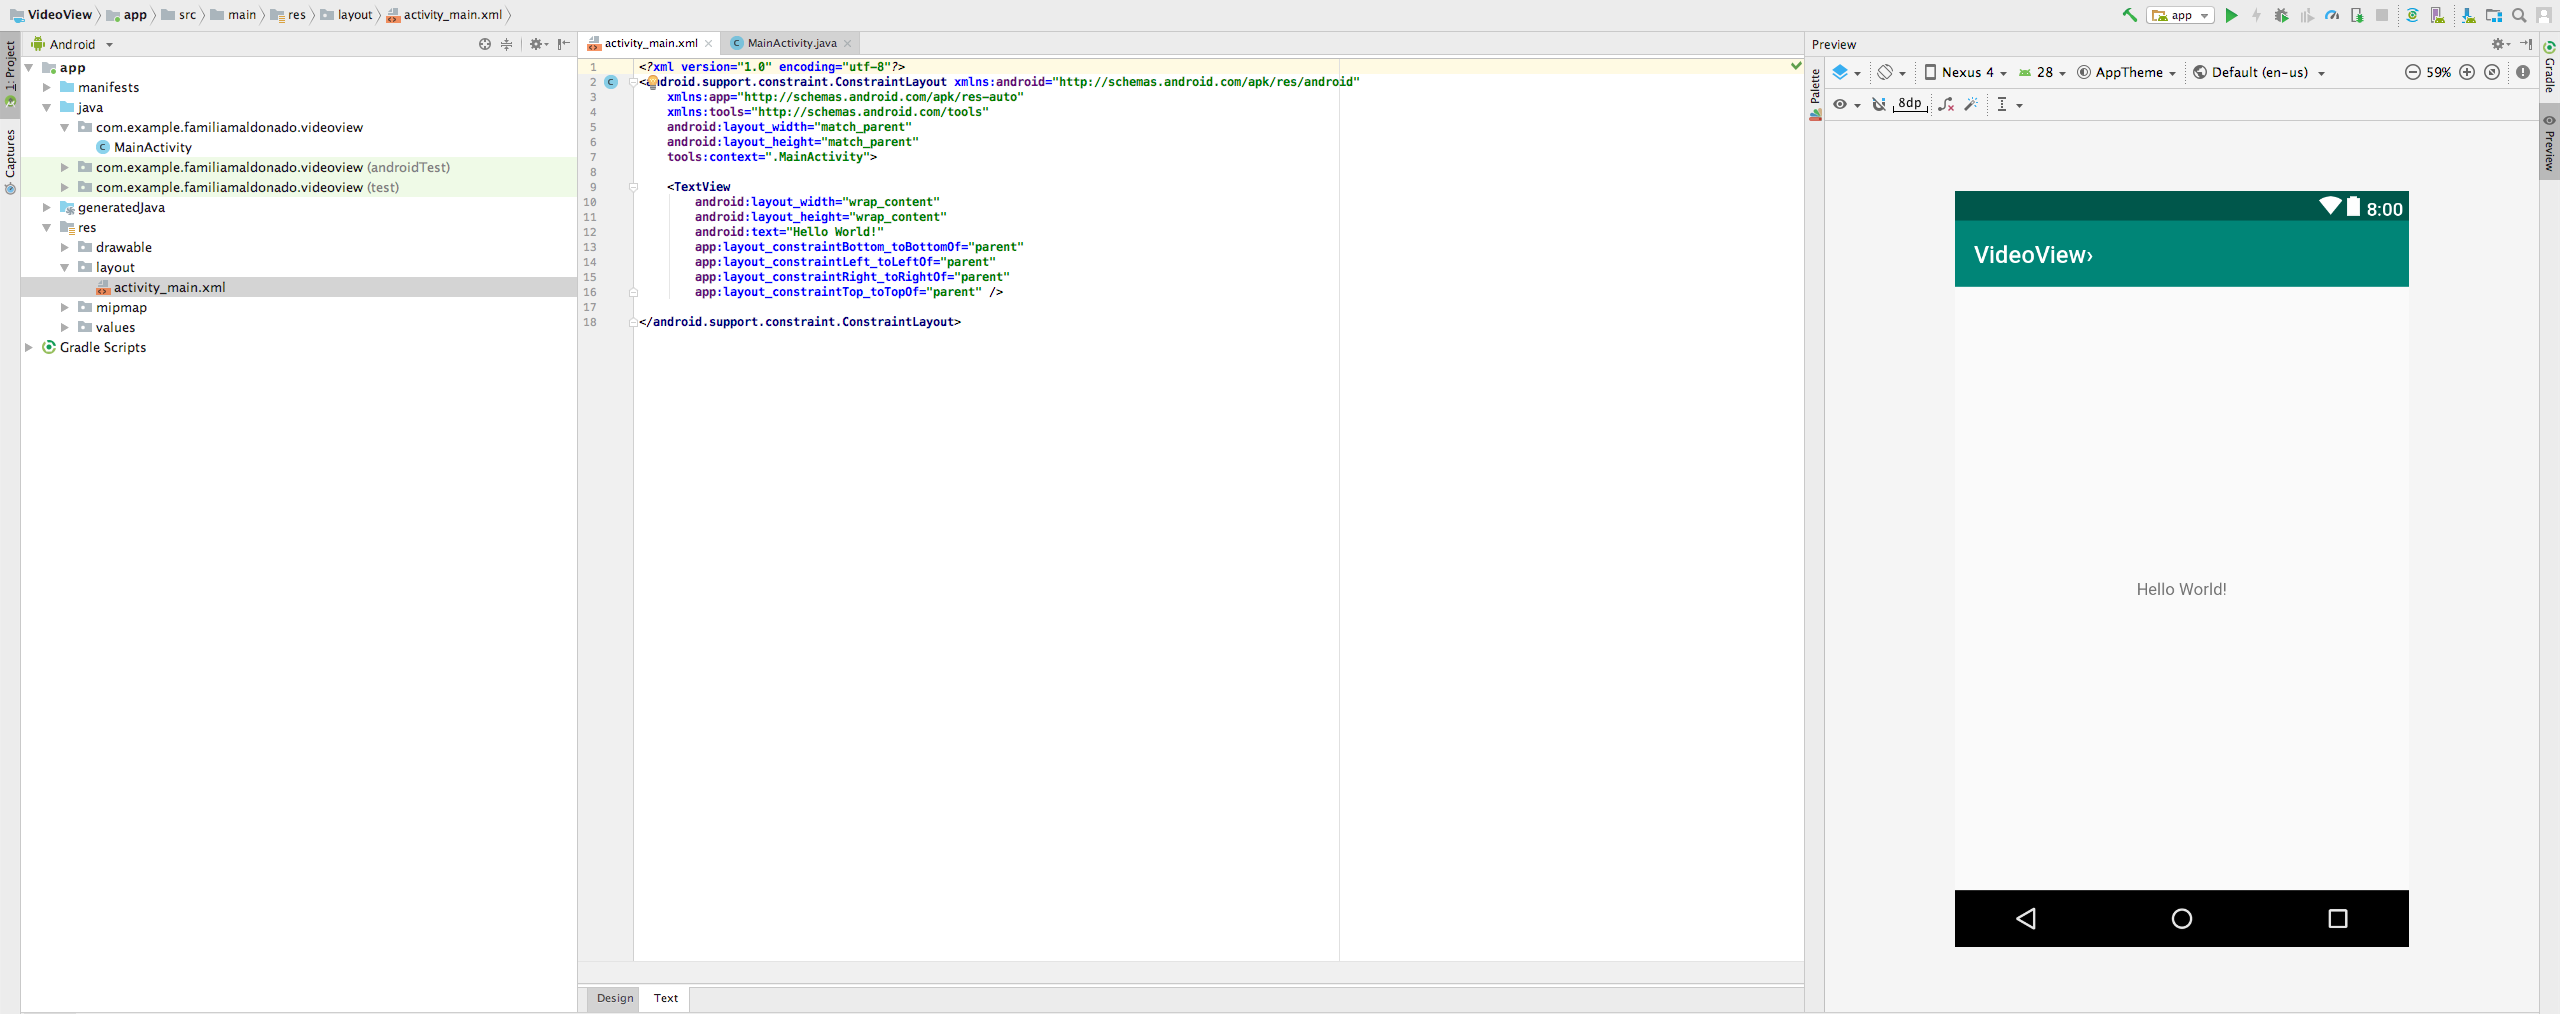 VideoView app src main res layout activity_main.xml
app
1: Project
Captures
Android
app
manifests
java
com.example.familiamaldonado.videoview
MainActivity
com.example.familiamaldonado.videoview (androidTest)
com.example.familiamaldonado.videoview (test)
generatedJava
res
drawable
layout
activity_main.xml
mipmap
values
Gradle Scripts
activity_main.xml MainActivity.java
1 <?xml version="1.0" encoding="utf-8"?>
2 <android.support.constraint.ConstraintLayout xmlns:android="http://schemas.android.com/apk/res/android"
3 xmlns:app="http://schemas.android.com/apk/res-auto"
4 xmlns:tools="http://schemas.android.com/tools"
5 android:layout_width="match_parent"
6 android:layout_height="match_parent"
7 tools:context=".MainActivity">
8
9 <TextView
10 android:layout_width="wrap_content"
11 android:layout_height="wrap_content"
12 android:text="Hello World!"
13 app:layout_constraintBottom_toBottomOf="parent"
14 app:layout_constraintLeft_toLeftOf="parent"
15 app:layout_constraintRight_toRightOf="parent"
16 app:layout_constraintTop_toTopOf="parent" />
17
18 </android.support.constraint.ConstraintLayout>
Design Text
Preview
Palette
Nexus 4 28 AppTheme Default (en-us) 59%
8dp
8:00
VideoView›
Hello World!
Gradle
Preview